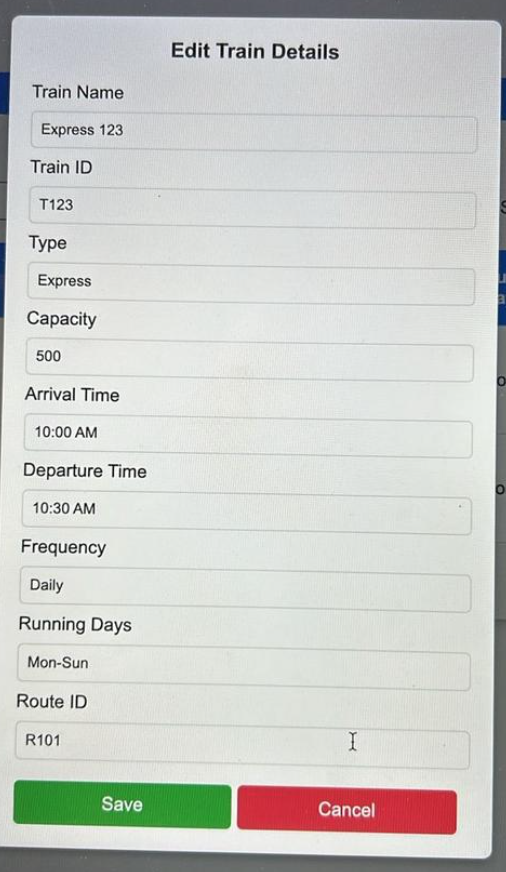 Edit Train Details
Train Name
Express 123
Train ID
T123
Type
Express
Capacity
500
Arrival Time
10:00 AM
Departure Time
10:30 AM
Frequency
Daily
Running Days
Mon-Sun
Route ID
R101
Save
Cancel